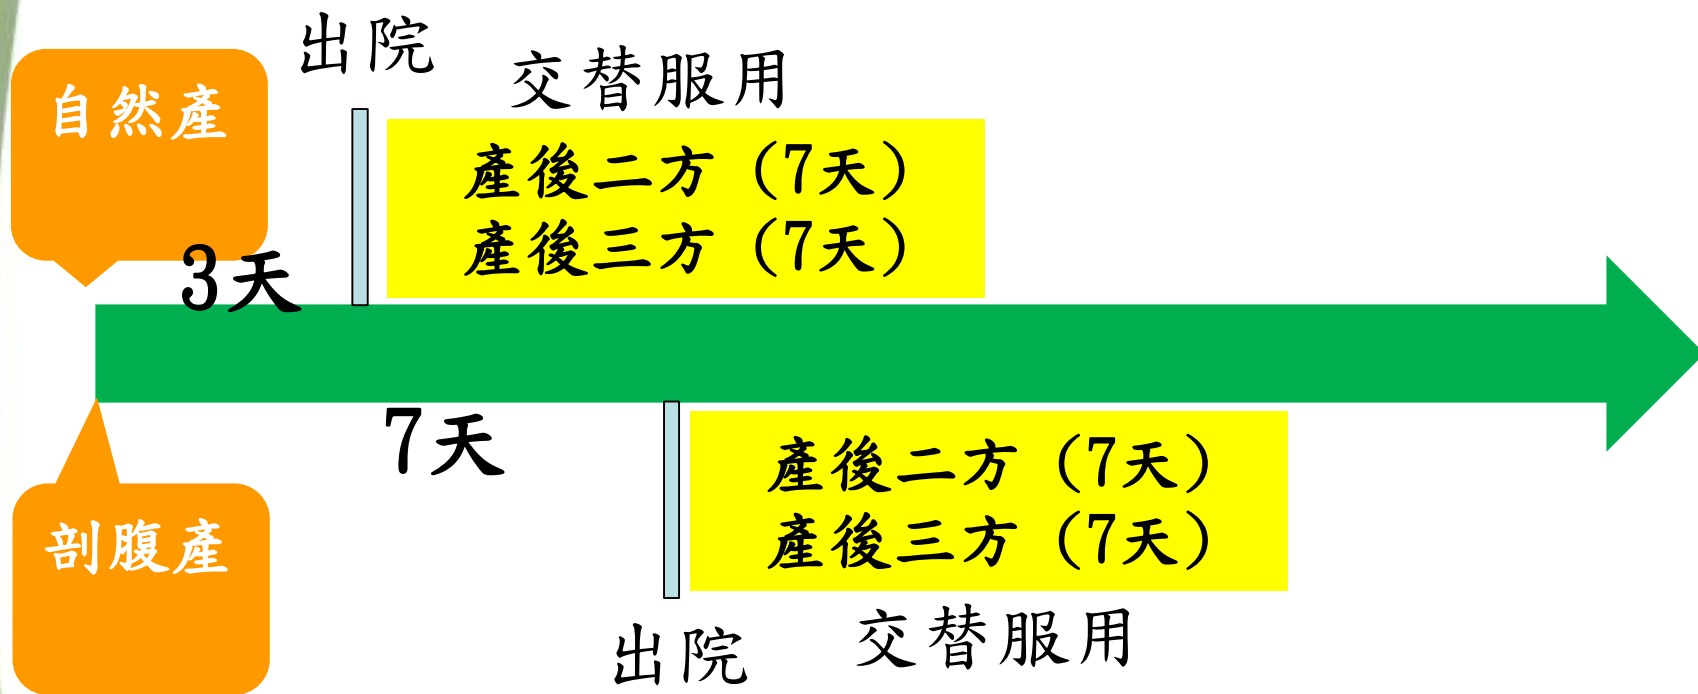 出院
交替服用
自然產
產後二方（7天）
產後三方（7天）
3天
7天
產後二方（7天）
產後三方（7天）
剖腹產
出院
交替服用